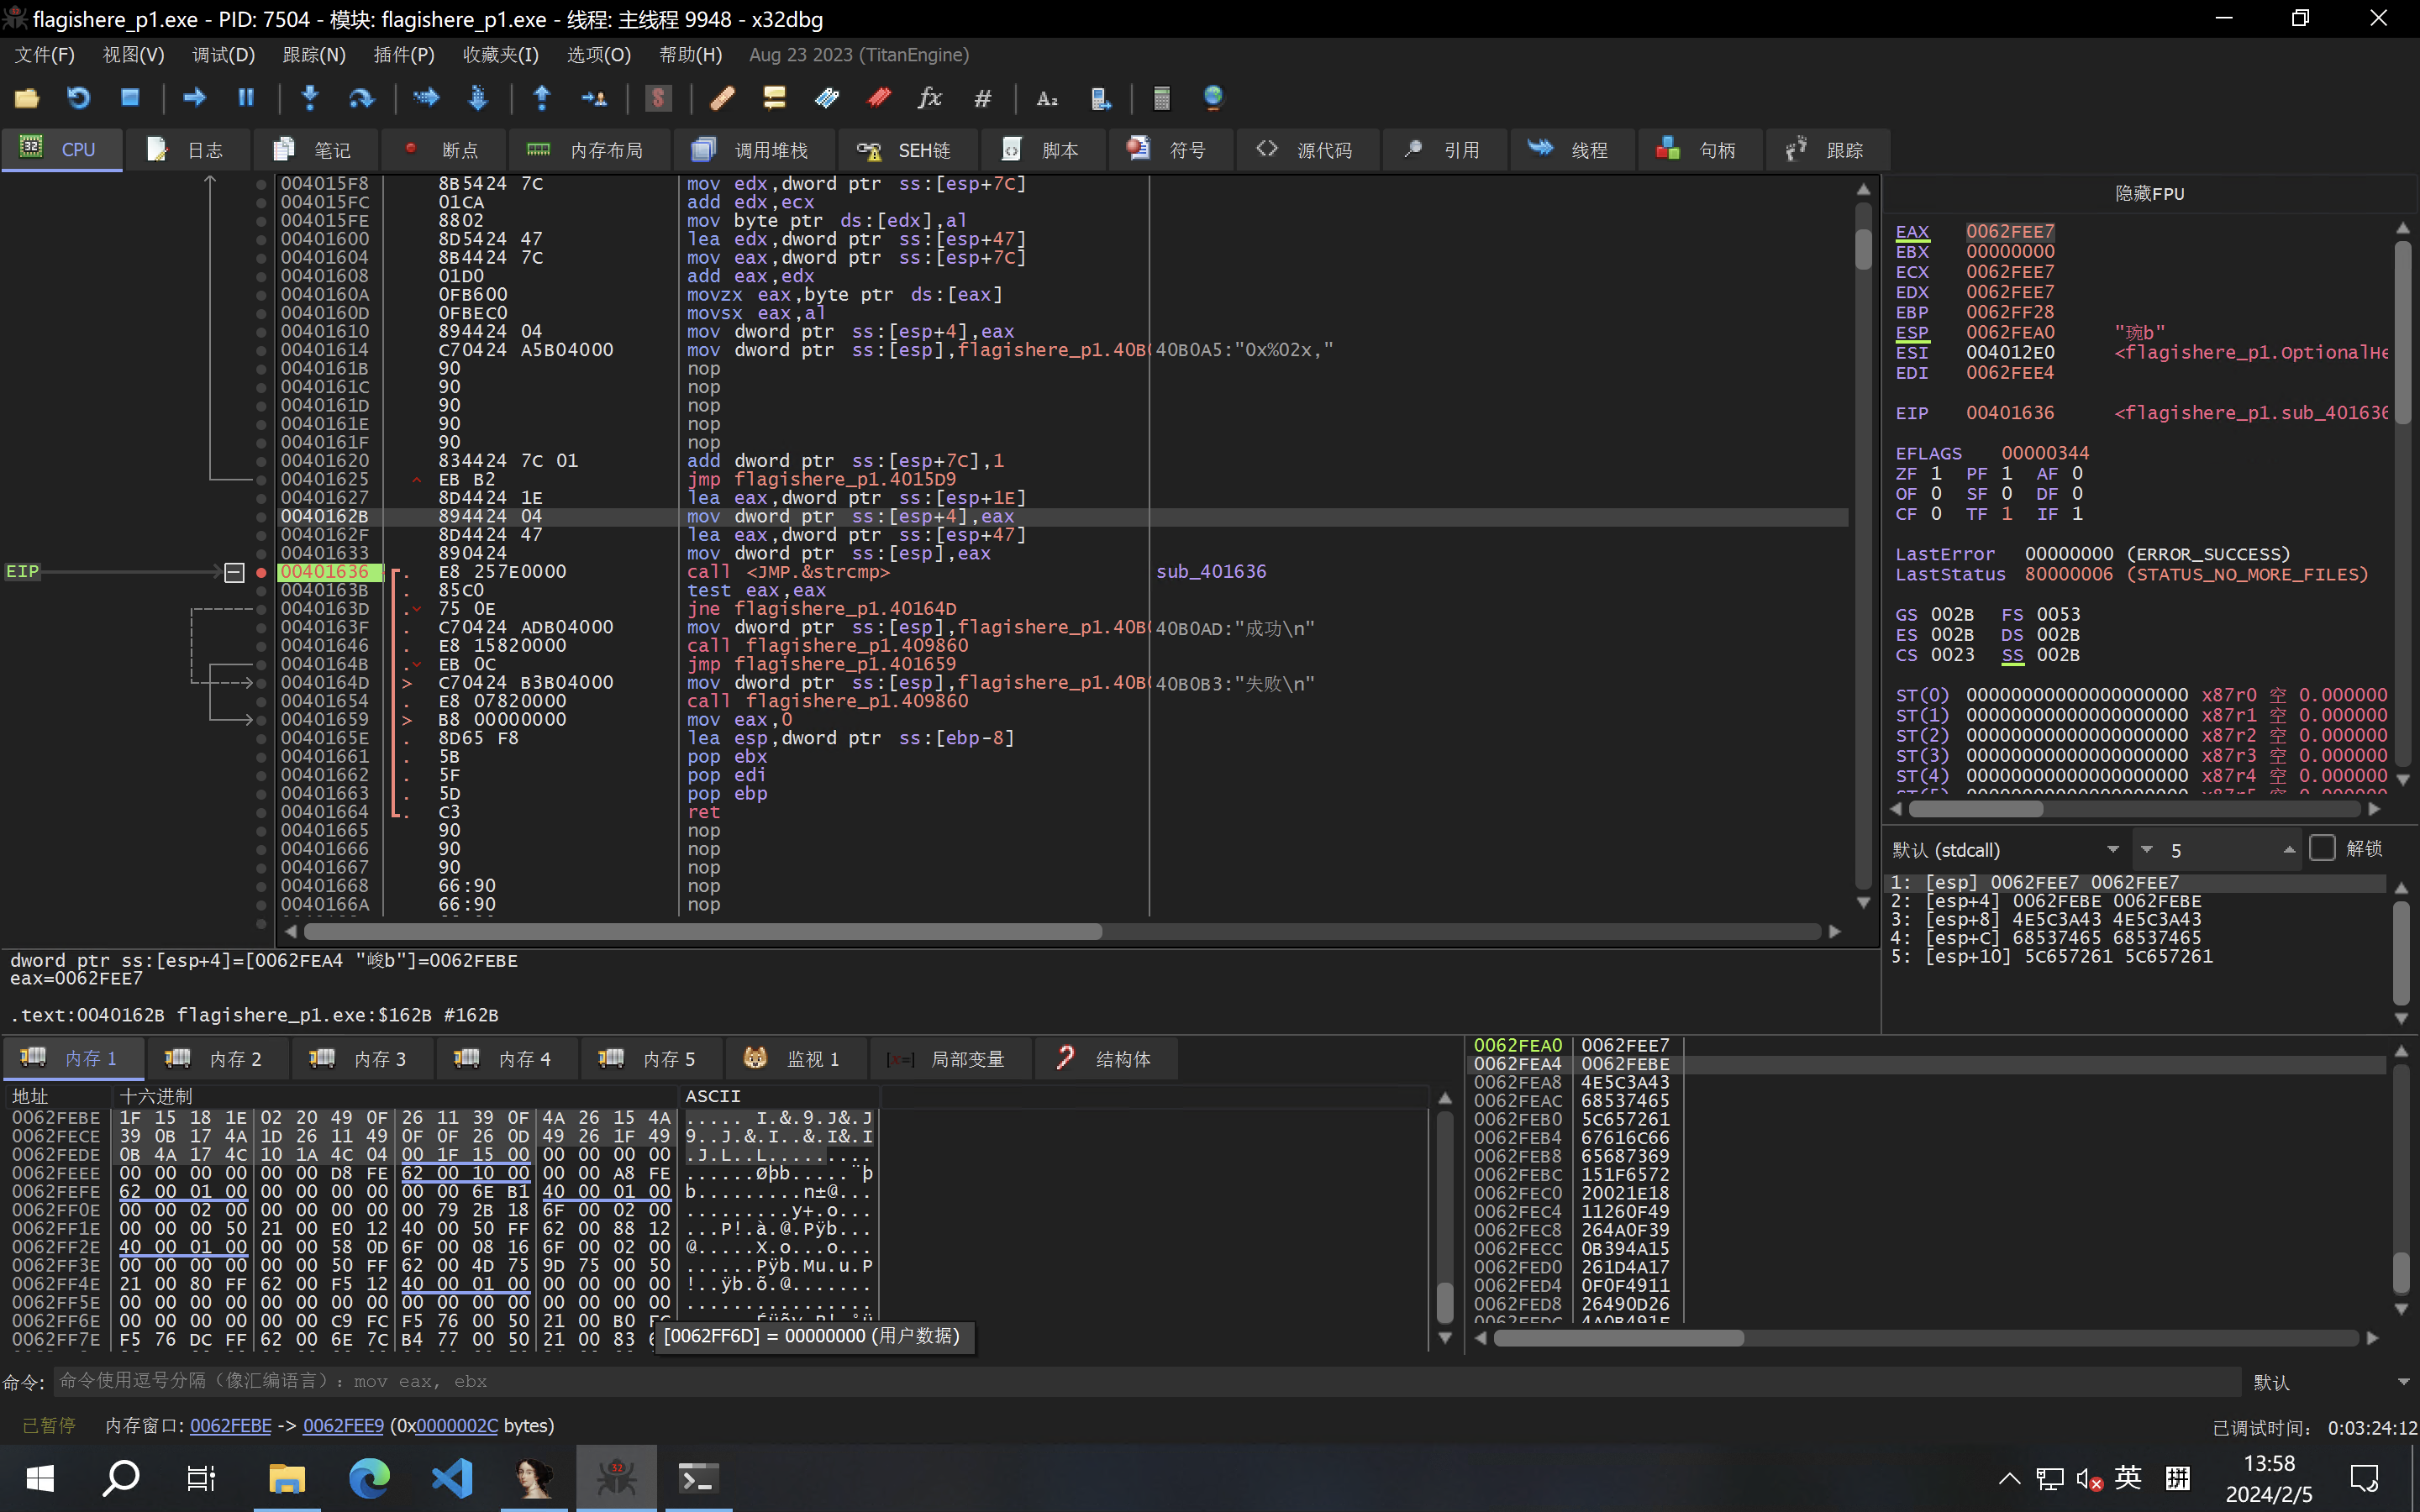 flagishere_p1.exe - PID: 7504 - 模块: flagishere_p1.exe - 线程: 主线程 9948 - x32dbg
文件(F) 视图(V) 调试(D) 跟踪(N) 插件(P) 收藏夹(I) 选项(O) 帮助(H) Aug 23 2023 (TitanEngine)
CPU 日志 笔记 断点 内存布局 调用堆栈 SEH链 脚本 符号 源代码 引用 线程 句柄 跟踪
004015F8 8B5424 7C mov edx,dword ptr ss:[esp+7C]
004015FC 01CA add edx,ecx
004015FE 8802 mov byte ptr ds:[edx],al
00401600 8D5424 47 lea edx,dword ptr ss:[esp+47]
00401604 8B4424 7C mov eax,dword ptr ss:[esp+7C]
00401608 01D0 add eax,edx
0040160A 0FB600 movzx eax,byte ptr ds:[eax]
0040160D 0FBEC0 movsx eax,al
00401610 894424 04 mov dword ptr ss:[esp+4],eax
00401614 C70424 A5B04000 mov dword ptr ss:[esp],flagishere_p1.40B 40B0A5:"0x%02x,"
0040161B 90 nop
0040161C 90 nop
0040161D 90 nop
0040161E 90 nop
0040161F 90 nop
00401620 834424 7C 01 add dword ptr ss:[esp+7C],1
00401625 EB B2 jmp flagishere_p1.4015D9
00401627 8D4424 1E lea eax,dword ptr ss:[esp+1E]
0040162B 894424 04 mov dword ptr ss:[esp+4],eax
0040162F 8D4424 47 lea eax,dword ptr ss:[esp+47]
00401633 890424 mov dword ptr ss:[esp],eax
EIP 00401636 E8 257E0000 call <JMP.&strcmp> sub_401636
0040163B 85C0 test eax,eax
0040163D 75 0E jne flagishere_p1.40164D
0040163F C70424 ADB04000 mov dword ptr ss:[esp],flagishere_p1.40B 40B0AD:"成功\n"
00401646 E8 15820000 call flagishere_p1.409860
0040164B EB 0C jmp flagishere_p1.401659
0040164D C70424 B3B04000 mov dword ptr ss:[esp],flagishere_p1.40B 40B0B3:"失败\n"
00401654 E8 07820000 call flagishere_p1.409860
00401659 B8 00000000 mov eax,0
0040165E 8D65 F8 lea esp,dword ptr ss:[ebp-8]
00401661 5B pop ebx
00401662 5F pop edi
00401663 5D pop ebp
00401664 C3 ret
00401665 90 nop
00401666 90 nop
00401667 90 nop
00401668 66:90 nop
0040166A 66:90 nop
隐藏FPU
EAX 0062FEE7
EBX 00000000
ECX 0062FEE7
EDX 0062FEE7
EBP 0062FF28
ESP 0062FEA0 "琬b"
ESI 004012E0 <flagishere_p1.OptionalHe
EDI 0062FEE4
EIP 00401636 <flagishere_p1.sub_401636
EFLAGS 00000344
ZF 1 PF 1 AF 0
OF 0 SF 0 DF 0
CF 0 TF 1 IF 1
LastError 00000000 (ERROR_SUCCESS)
LastStatus 80000006 (STATUS_NO_MORE_FILES)
GS 002B FS 0053
ES 002B DS 002B
CS 0023 SS 002B
ST(0) 00000000000000000000 x87r0 空 0.000000
ST(1) 00000000000000000000 x87r1 空 0.000000
ST(2) 00000000000000000000 x87r2 空 0.000000
ST(3) 00000000000000000000 x87r3 空 0.000000
ST(4) 00000000000000000000 x87r4 空 0.000000
默认 (stdcall) 5 解锁
1: [esp] 0062FEE7 0062FEE7
2: [esp+4] 0062FEBE 0062FEBE
3: [esp+8] 4E5C3A43 4E5C3A43
4: [esp+C] 68537465 68537465
5: [esp+10] 5C657261 5C657261
dword ptr ss:[esp+4]=[0062FEA4 "峻b"]=0062FEBE
eax=0062FEE7
.text:0040162B flagishere_p1.exe:$162B #162B
内存 1 内存 2 内存 3 内存 4 内存 5 监视 1 [x=] 局部变量 结构体
地址 十六进制 ASCII
0062FEBE 1F 15 18 1E 02 20 49 0F 26 11 39 0F 4A 26 15 4A ..... I.&.9.J&.J
0062FECE 39 0B 17 4A 1D 26 11 49 0F 0F 26 0D 49 26 1F 49 9..J.&.I..&.I&.I
0062FEDE 0B 4A 17 4C 10 1A 4C 04 00 1F 15 00 00 00 00 00 .J.L..L.........
0062FEEE 00 00 00 00 00 00 D8 FE 62 00 10 00 00 00 A8 FE ......Øþb.....¨þ
0062FEFE 62 00 01 00 00 00 00 00 00 00 6E B1 40 00 01 00 b.........n±@...
0062FF0E 00 00 02 00 00 00 00 00 00 79 2B 18 6F 00 02 00 .........y+.o...
0062FF1E 00 00 00 50 21 00 E0 12 40 00 50 FF 62 00 88 12 ...P!.à.@.Pÿb...
0062FF2E 40 00 01 00 00 00 58 0D 6F 00 08 16 6F 00 02 00 @.....X.o...o...
0062FF3E 00 00 00 00 00 00 50 FF 62 00 4D 75 9D 75 00 50 ......Pÿb.Mu.u.P
0062FF4E 21 00 80 FF 62 00 F5 12 40 00 01 00 00 00 00 00 !..ÿb.õ.@.......
0062FF5E 00 00 00 00 00 00 00 00 00 00 00 00 00 00 00 00 ................
0062FF6E 00 00 00 00 00 00 C9 FC F5 76 00 50 21 00 B0 FC
0062FF7E F5 76 DC FF 62 00 6E 7C B4 77 00 50 21 00 83
[0062FF6D] = 00000000 (用户数据)
0062FEA0 0062FEE7
0062FEA4 0062FEBE
0062FEA8 4E5C3A43
0062FEAC 68537465
0062FEB0 5C657261
0062FEB4 67616C66
0062FEB8 65687369
0062FEBC 151F6572
0062FEC0 20021E18
0062FEC4 11260F49
0062FEC8 264A0F39
0062FECC 0B394A15
0062FED0 261D4A17
0062FED4 0F0F4911
0062FED8 26490D26
0062FEDC 4A0B491F
命令: 命令使用逗号分隔（像汇编语言）: mov eax, ebx 默认
已暂停 内存窗口: 0062FEBE -> 0062FEE9 (0x0000002C bytes) 已调试时间: 0:03:24:12
英 拼 13:58
2024/2/5